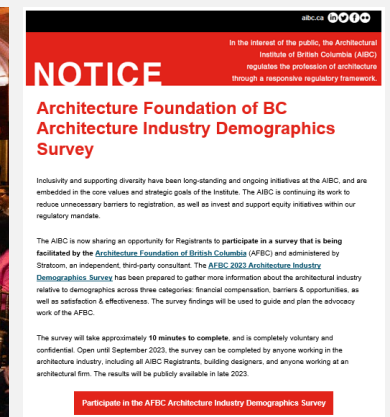 aibc.ca
In the interest of the public, the Architectural
Institute of British Columbia (AIBC)
regulates the profession of architecture
through a responsive regulatory framework.
NOTICE
Architecture Foundation of BC
Architecture Industry Demographics
Survey
Inclusivity and supporting diversity have been long-standing and ongoing initiatives at the AIBC, and are
embedded in the core values and strategic goals of the Institute. The AIBC is continuing its work to
reduce unnecessary barriers to registration, as well as invest and support equity initiatives within our
regulatory mandate.
The AIBC is now sharing an opportunity for Registrants to participate in a survey that is being
facilitated by the Architecture Foundation of British Columbia (AFBC) and administered by
Stratcom, an independent, third-party consultant. The AFBC 2023 Architecture Industry
Demographics Survey has been prepared to gather more information about the architectural industry
relative to demographics across three categories: financial compensation, barriers & opportunities, as
well as satisfaction & effectiveness. The survey findings will be used to guide and plan the advocacy
work of the AFBC.
The survey will take approximately 10 minutes to complete, and is completely voluntary and
confidential. Open until September 2023, the survey can be completed by anyone working in the
architecture industry, including all AIBC Registrants, building designers, and anyone working at an
architectural firm. The results will be publicly available in late 2023.
Participate in the AFBC Architecture Industry Demographics Survey